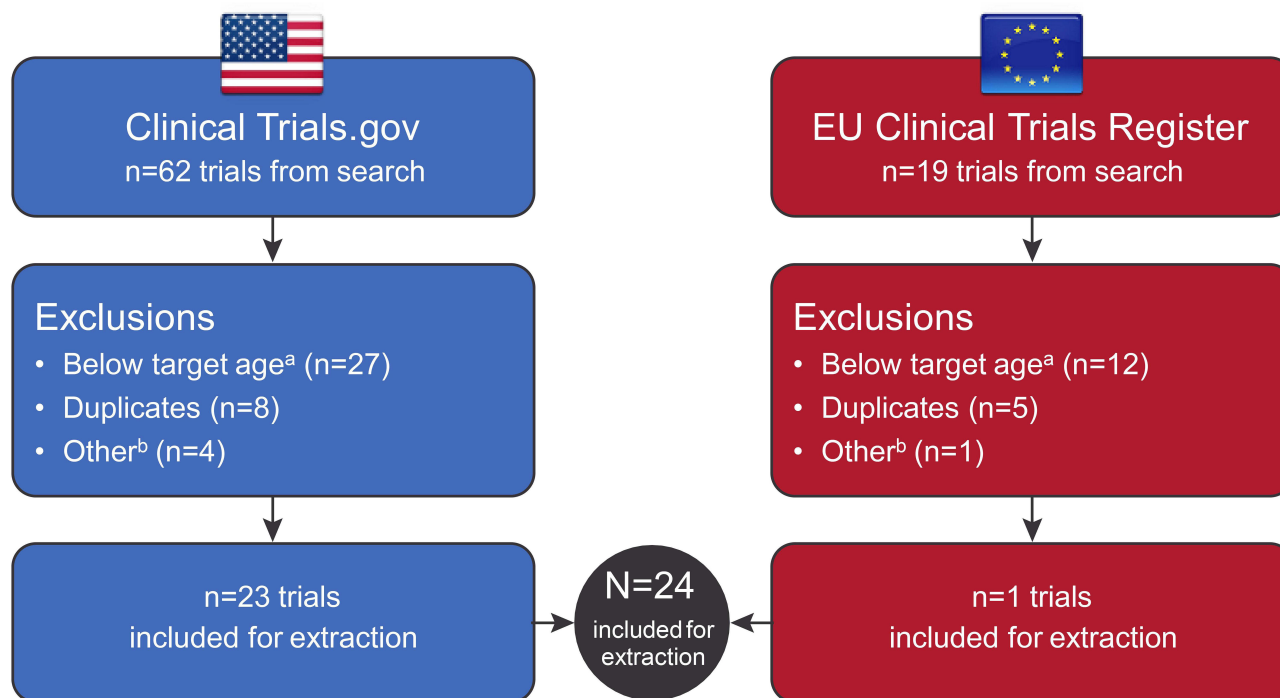 Clinical Trials.gov
n=62 trials from search
Exclusions
• Below target ageᵃ (n=27)
• Duplicates (n=8)
• Otherᵇ (n=4)
n=23 trials
included for extraction
N=24
included for
extraction
EU Clinical Trials Register
n=19 trials from search
Exclusions
• Below target ageᵃ (n=12)
• Duplicates (n=5)
• Otherᵇ (n=1)
n=1 trials
included for extraction